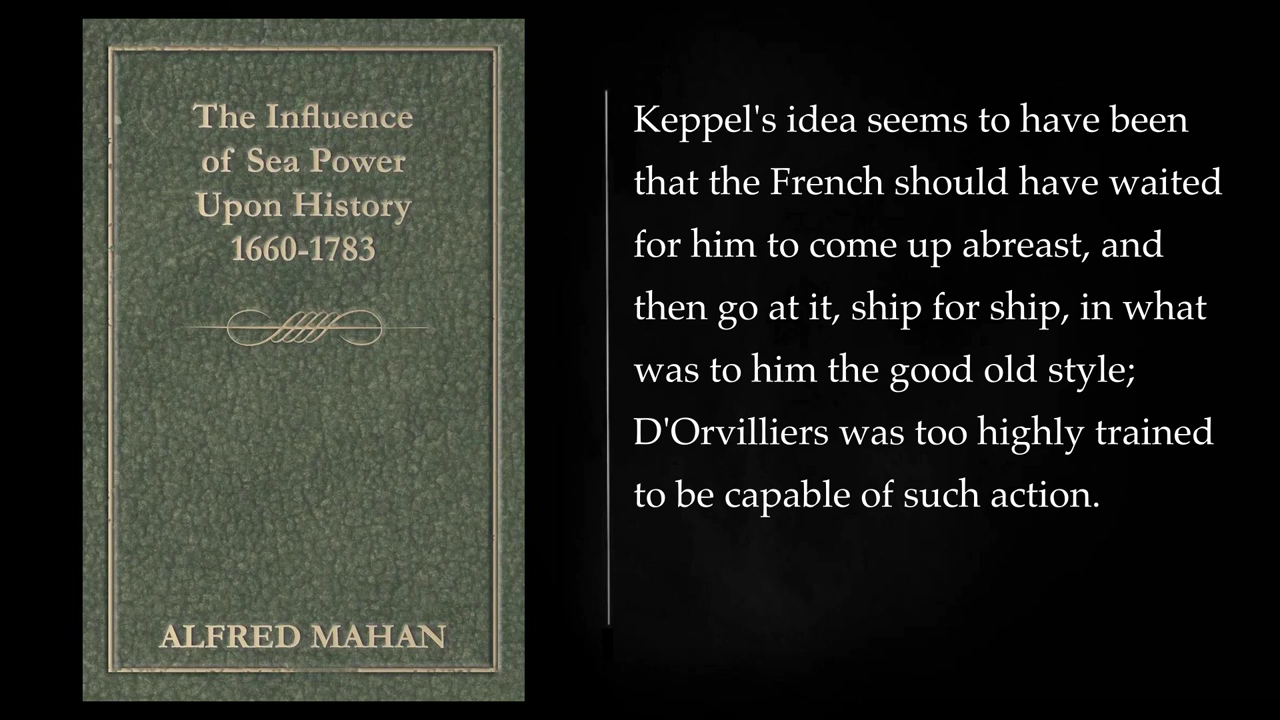 The Influence
of Sea Power
Upon History
1660-1783
ALFRED MAHAN
Keppel's idea seems to have been
that the French should have waited
for him to come up abreast, and
then go at it, ship for ship, in what
was to him the good old style;
D'Orvilliers was too highly trained
to be capable of such action.